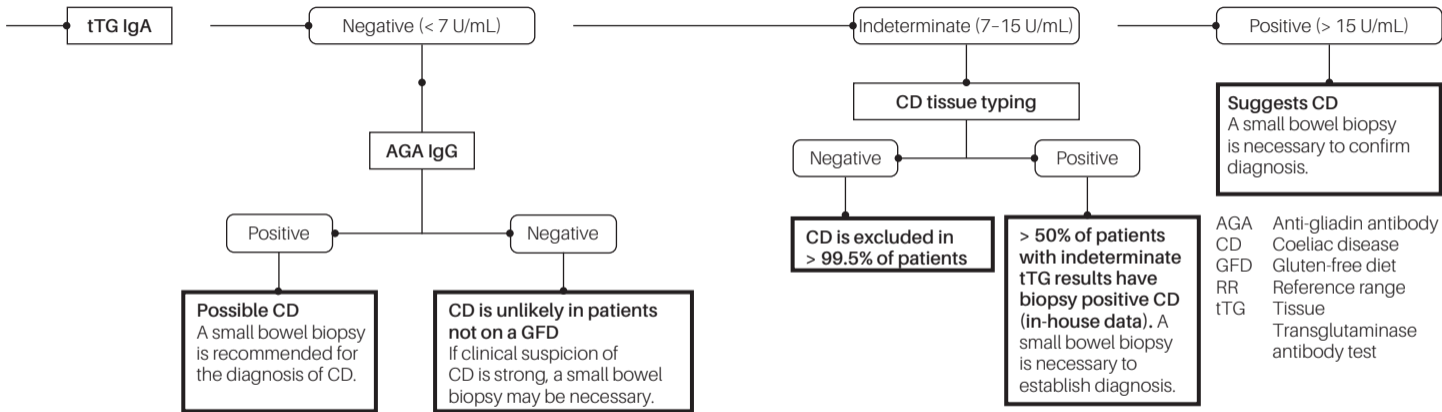 tTG IgA
Negative (< 7 U/mL)
Indeterminate (7–15 U/mL)
Positive (> 15 U/mL)
AGA IgG
Positive
Negative
Possible CD
A small bowel biopsy
is recommended for
the diagnosis of CD.
CD is unlikely in patients
not on a GFD
If clinical suspicion of
CD is strong, a small bowel
biopsy may be necessary.
CD tissue typing
Negative
Positive
CD is excluded in
> 99.5% of patients
> 50% of patients
with indeterminate
tTG results have
biopsy positive CD
(in-house data). A
small bowel biopsy
is necessary to
establish diagnosis.
Suggests CD
A small bowel biopsy
is necessary to confirm
diagnosis.
AGA Anti-gliadin antibody
CD Coeliac disease
GFD Gluten-free diet
RR Reference range
tTG Tissue
Transglutaminase
antibody test